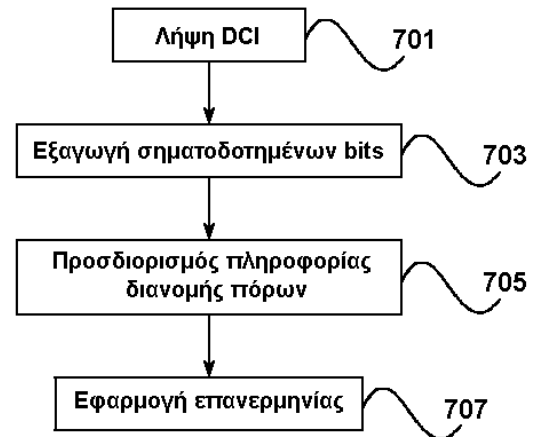 Λήψη DCI
701
Εξαγωγή σηματοδοτημένων bits
703
Προσδιορισμός πληροφορίας
διανομής πόρων
705
Εφαρμογή επανερμηνίας
707